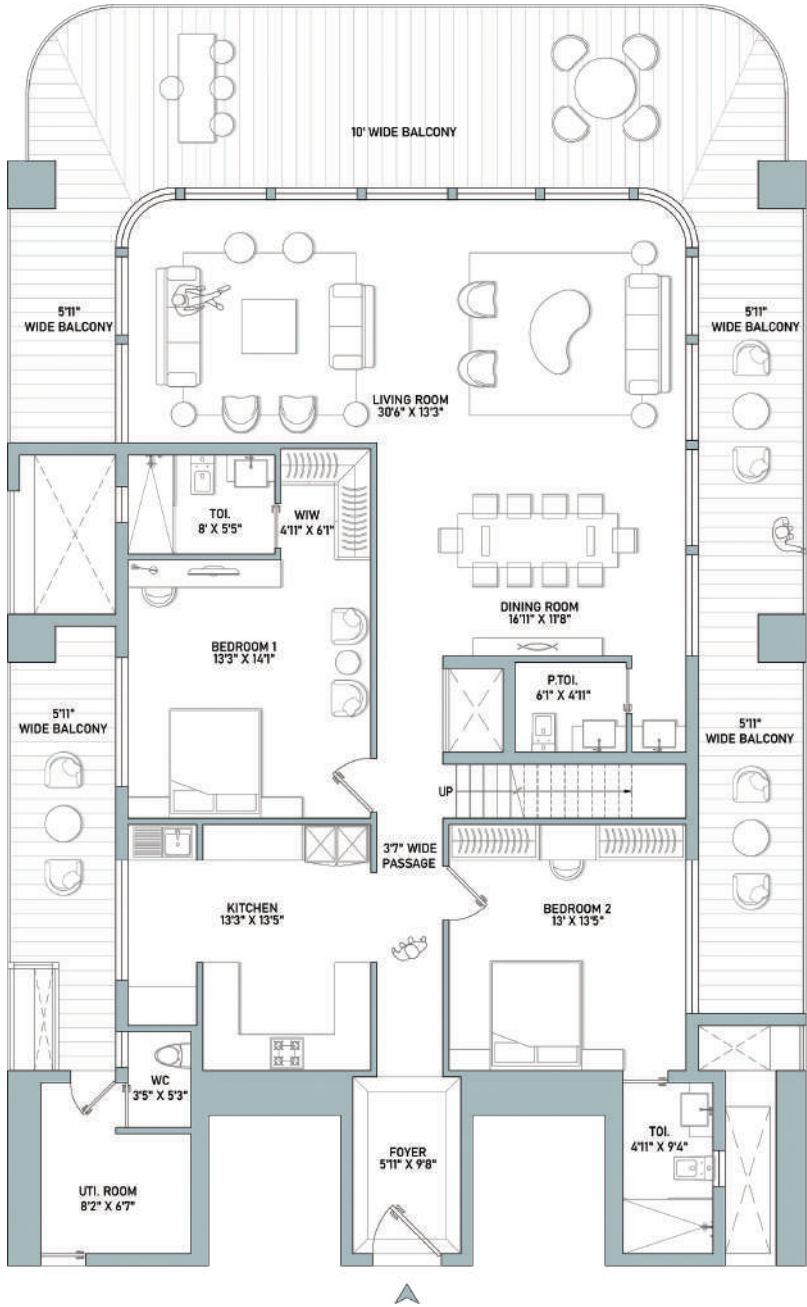 10' WIDE BALCONY
5'11"
WIDE BALCONY
5'11"
WIDE BALCONY
LIVING ROOM
30'6" X 13'3"
TOI.
8' X 5'5"
WIW
4'11" X 6'1"
DINING ROOM
16'11" X 11'8"
BEDROOM 1
13'3" X 14'1"
P.TOI.
6'1" X 4'11"
5'11"
WIDE BALCONY
5'11"
WIDE BALCONY
UP
3'7" WIDE
PASSAGE
KITCHEN
13'3" X 13'5"
BEDROOM 2
13' X 13'5"
WC
3'5" X 5'3"
TOI.
4'11" X 9'4"
FOYER
5'11" X 9'8"
UTI. ROOM
8'2" X 6'7"